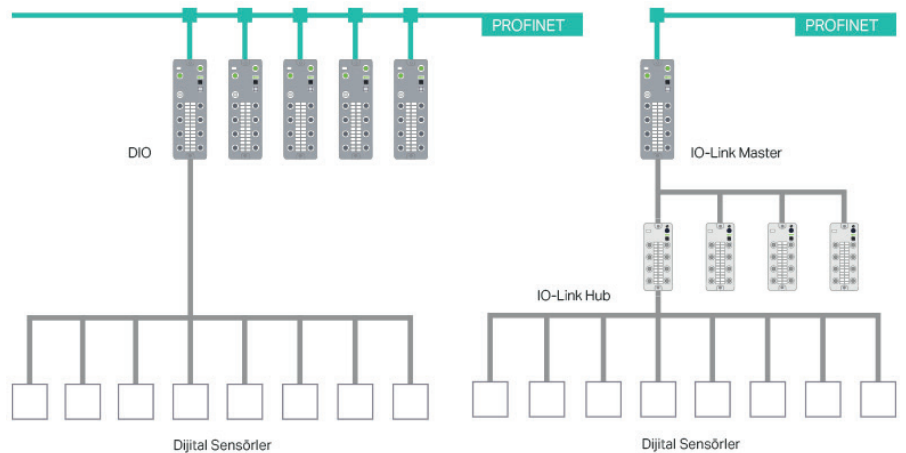 PROFINET
PROFINET
DIO
IO-Link Master
IO-Link Hub
Dijital Sensörler
Dijital Sensörler